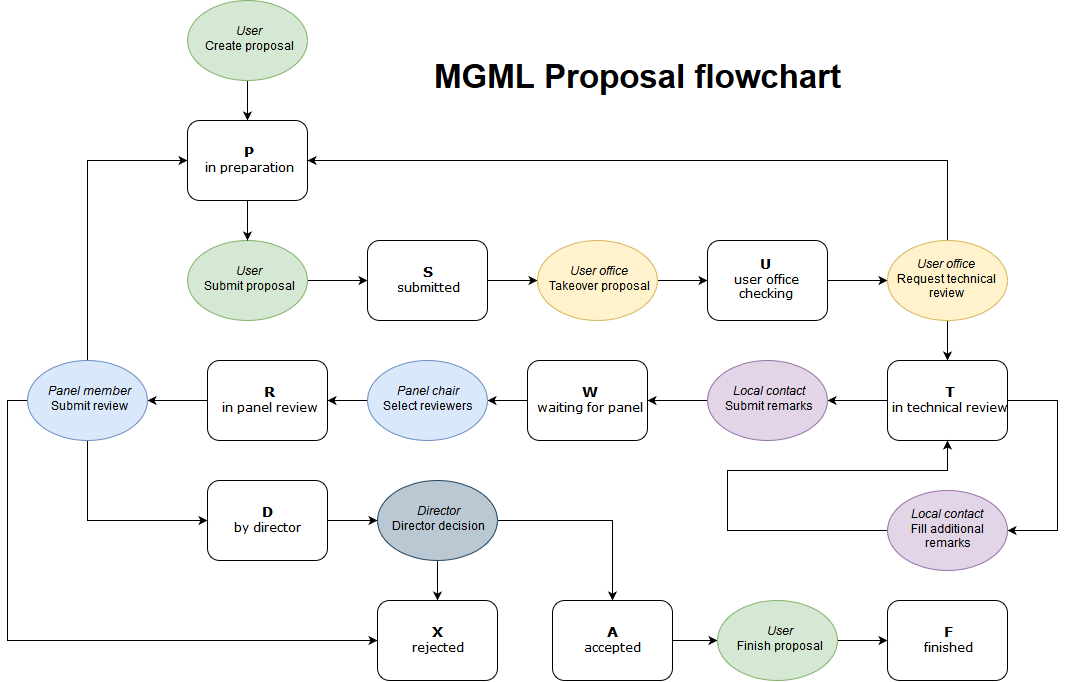 User
Create proposal
MGML Proposal flowchart
P
in preparation
User
Submit proposal
S
submitted
User office
Takeover proposal
U
user office
checking
User office
Request technical
review
Panel member
Submit review
R
in panel review
Panel chair
Select reviewers
W
waiting for panel
Local contact
Submit remarks
T
in technical review
D
by director
Director
Director decision
Local contact
Fill additional
remarks
X
rejected
A
accepted
User
Finish proposal
F
finished